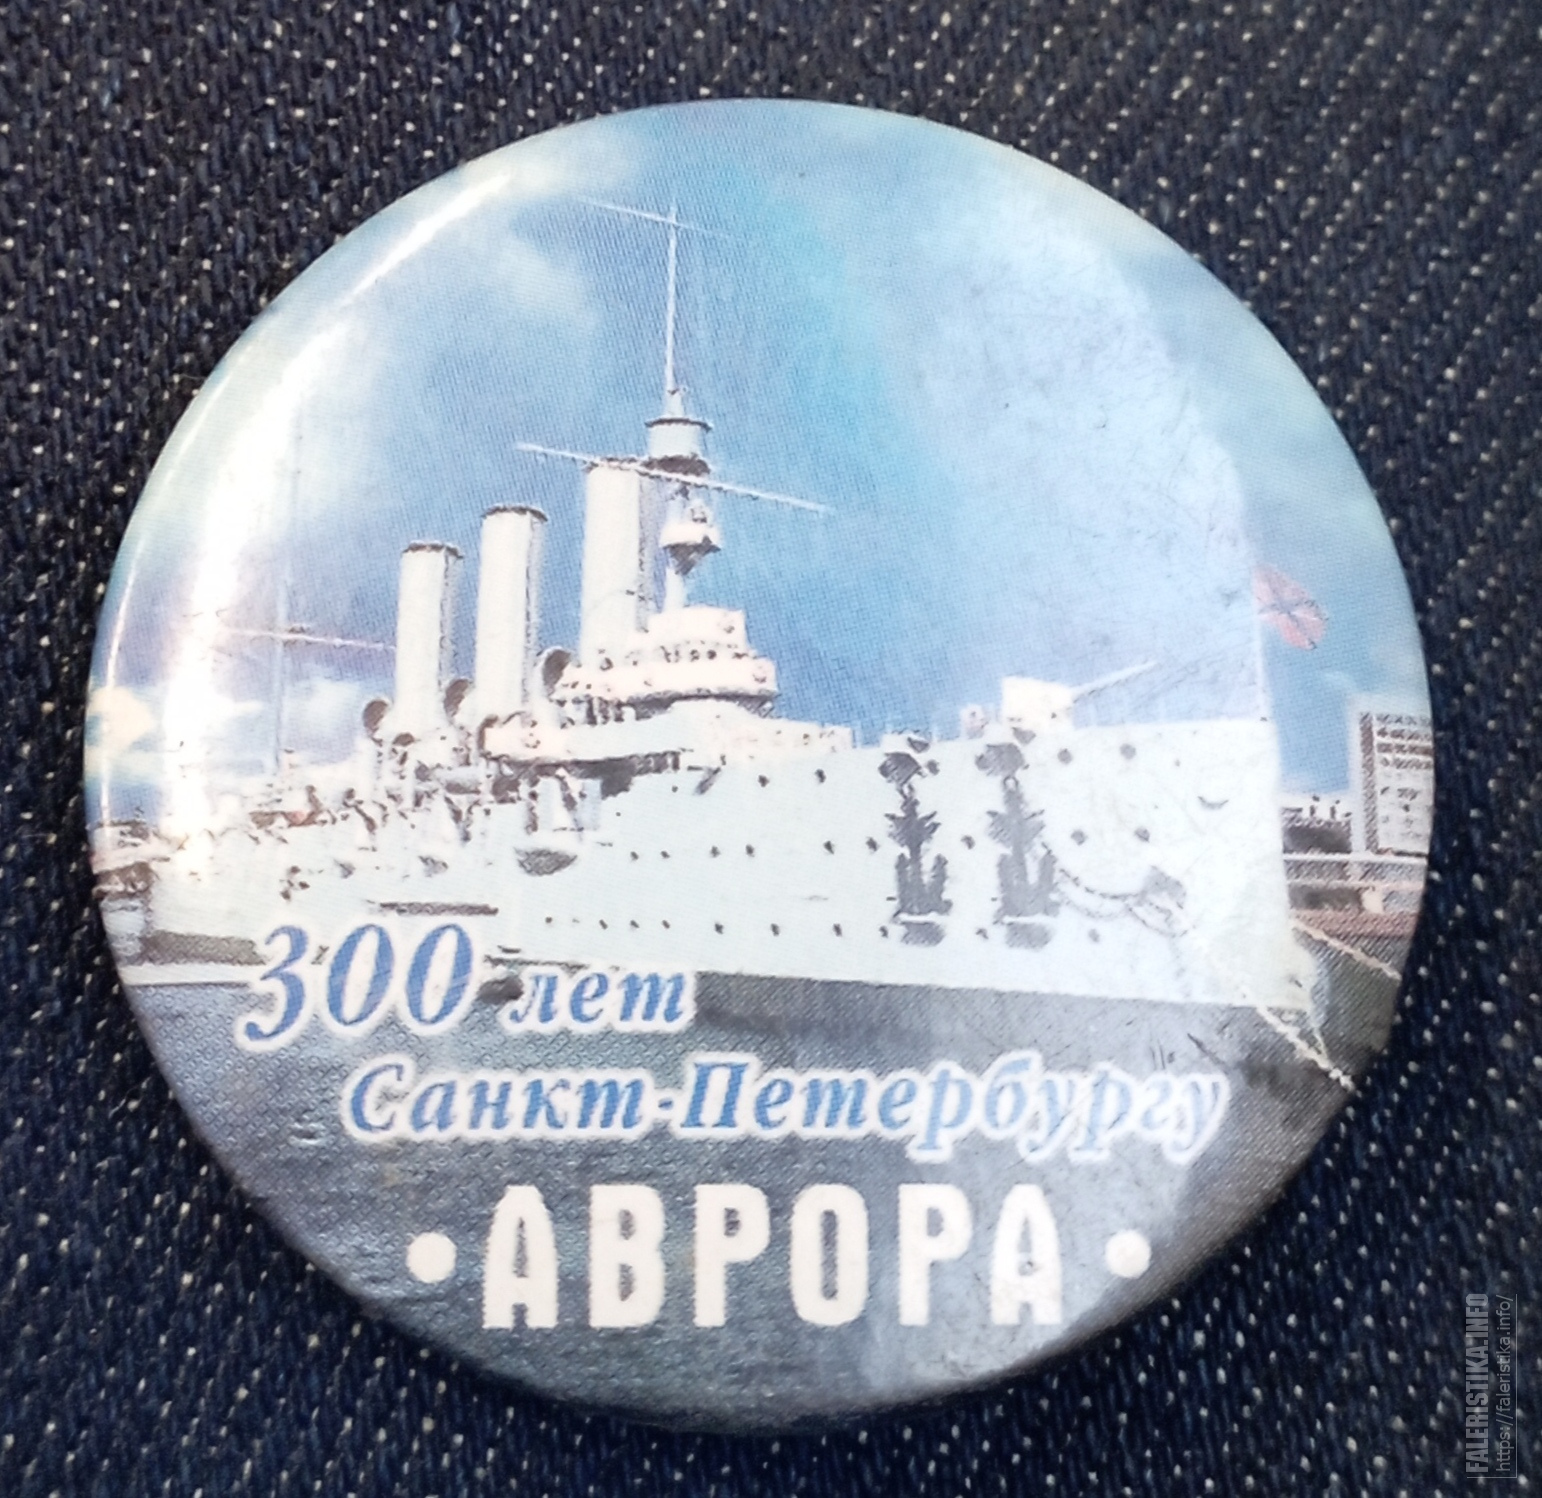 300 лет
Санкт-Петербургу
• АВРОРА •
FALERISTIKA.INFO
https://faleristika.info/